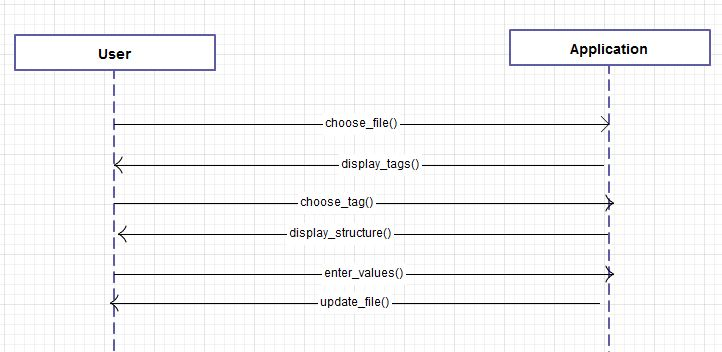 User
Application
choose_file()
display_tags()
choose_tag()
display_structure()
enter_values()
update_file()